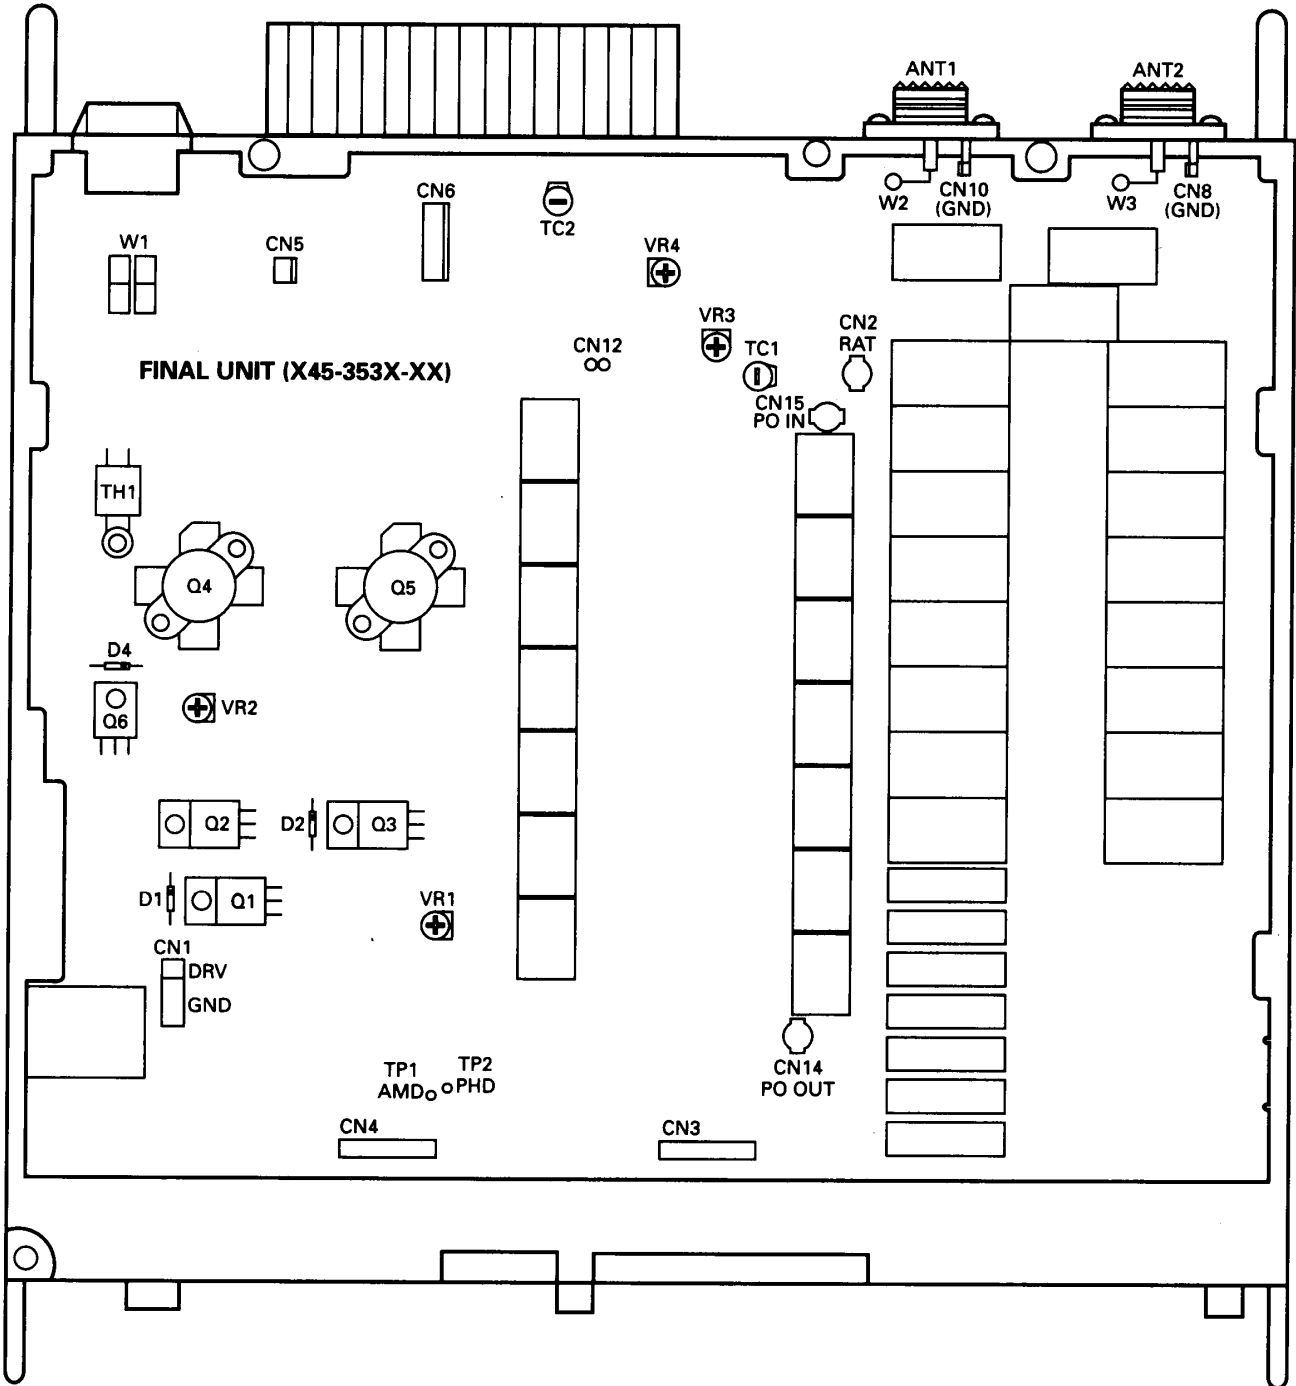 ANT1
ANT2
CN6
TC2
W2
CN10
(GND)
W3
CN8
(GND)
W1
CN5
VR4
VR3
CN2
RAT
CN12
TC1
FINAL UNIT (X45-353X-XX)
CN15
PO IN
TH1
Q4
Q5
D4
Q6
VR2
Q2
D2
Q3
D1
Q1
VR1
CN1
DRV
GND
TP1
AMD
TP2
PHD
CN14
PO OUT
CN4
CN3